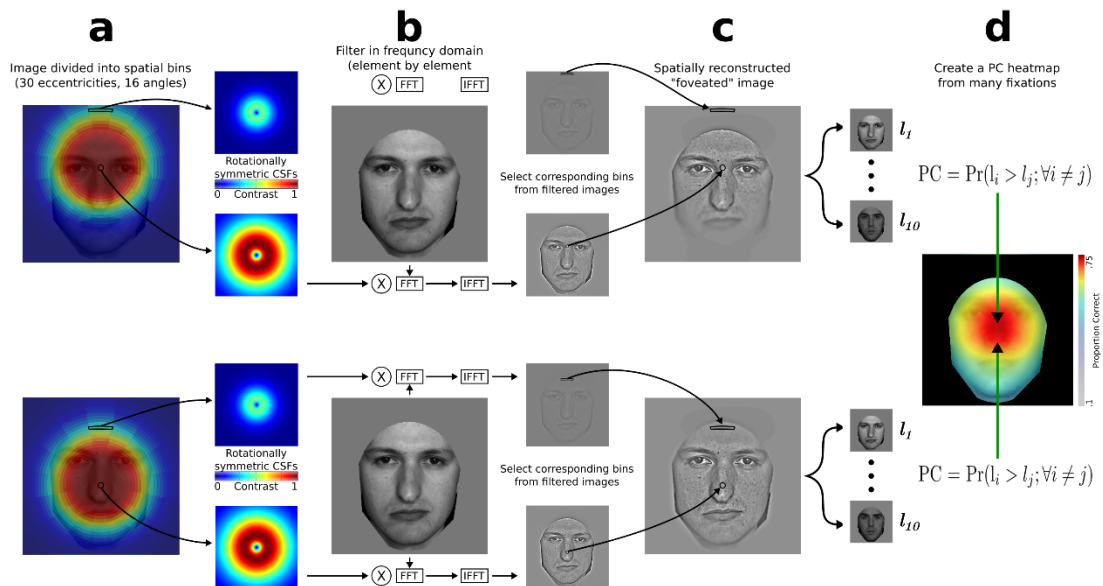 a
b
c
d
Image divided into spatial bins
(30 eccentricities, 16 angles)
Filter in frequncy domain
(element by element
X FFT IFFT
Spatially reconstructed
"foveated" image
Create a PC heatmap
from many fixations
Rotationally
symmetric CSFs
0 Contrast 1
Select corresponding bins
from filtered images
l1
l10
PC = Pr(li > lj; ∀i ≠ j)
X FFT IFFT
.75
Proportion Correct
.1
X FFT IFFT
Rotationally
symmetric CSFs
0 Contrast 1
Select corresponding bins
from filtered images
l1
l10
PC = Pr(li > lj; ∀i ≠ j)
X FFT IFFT